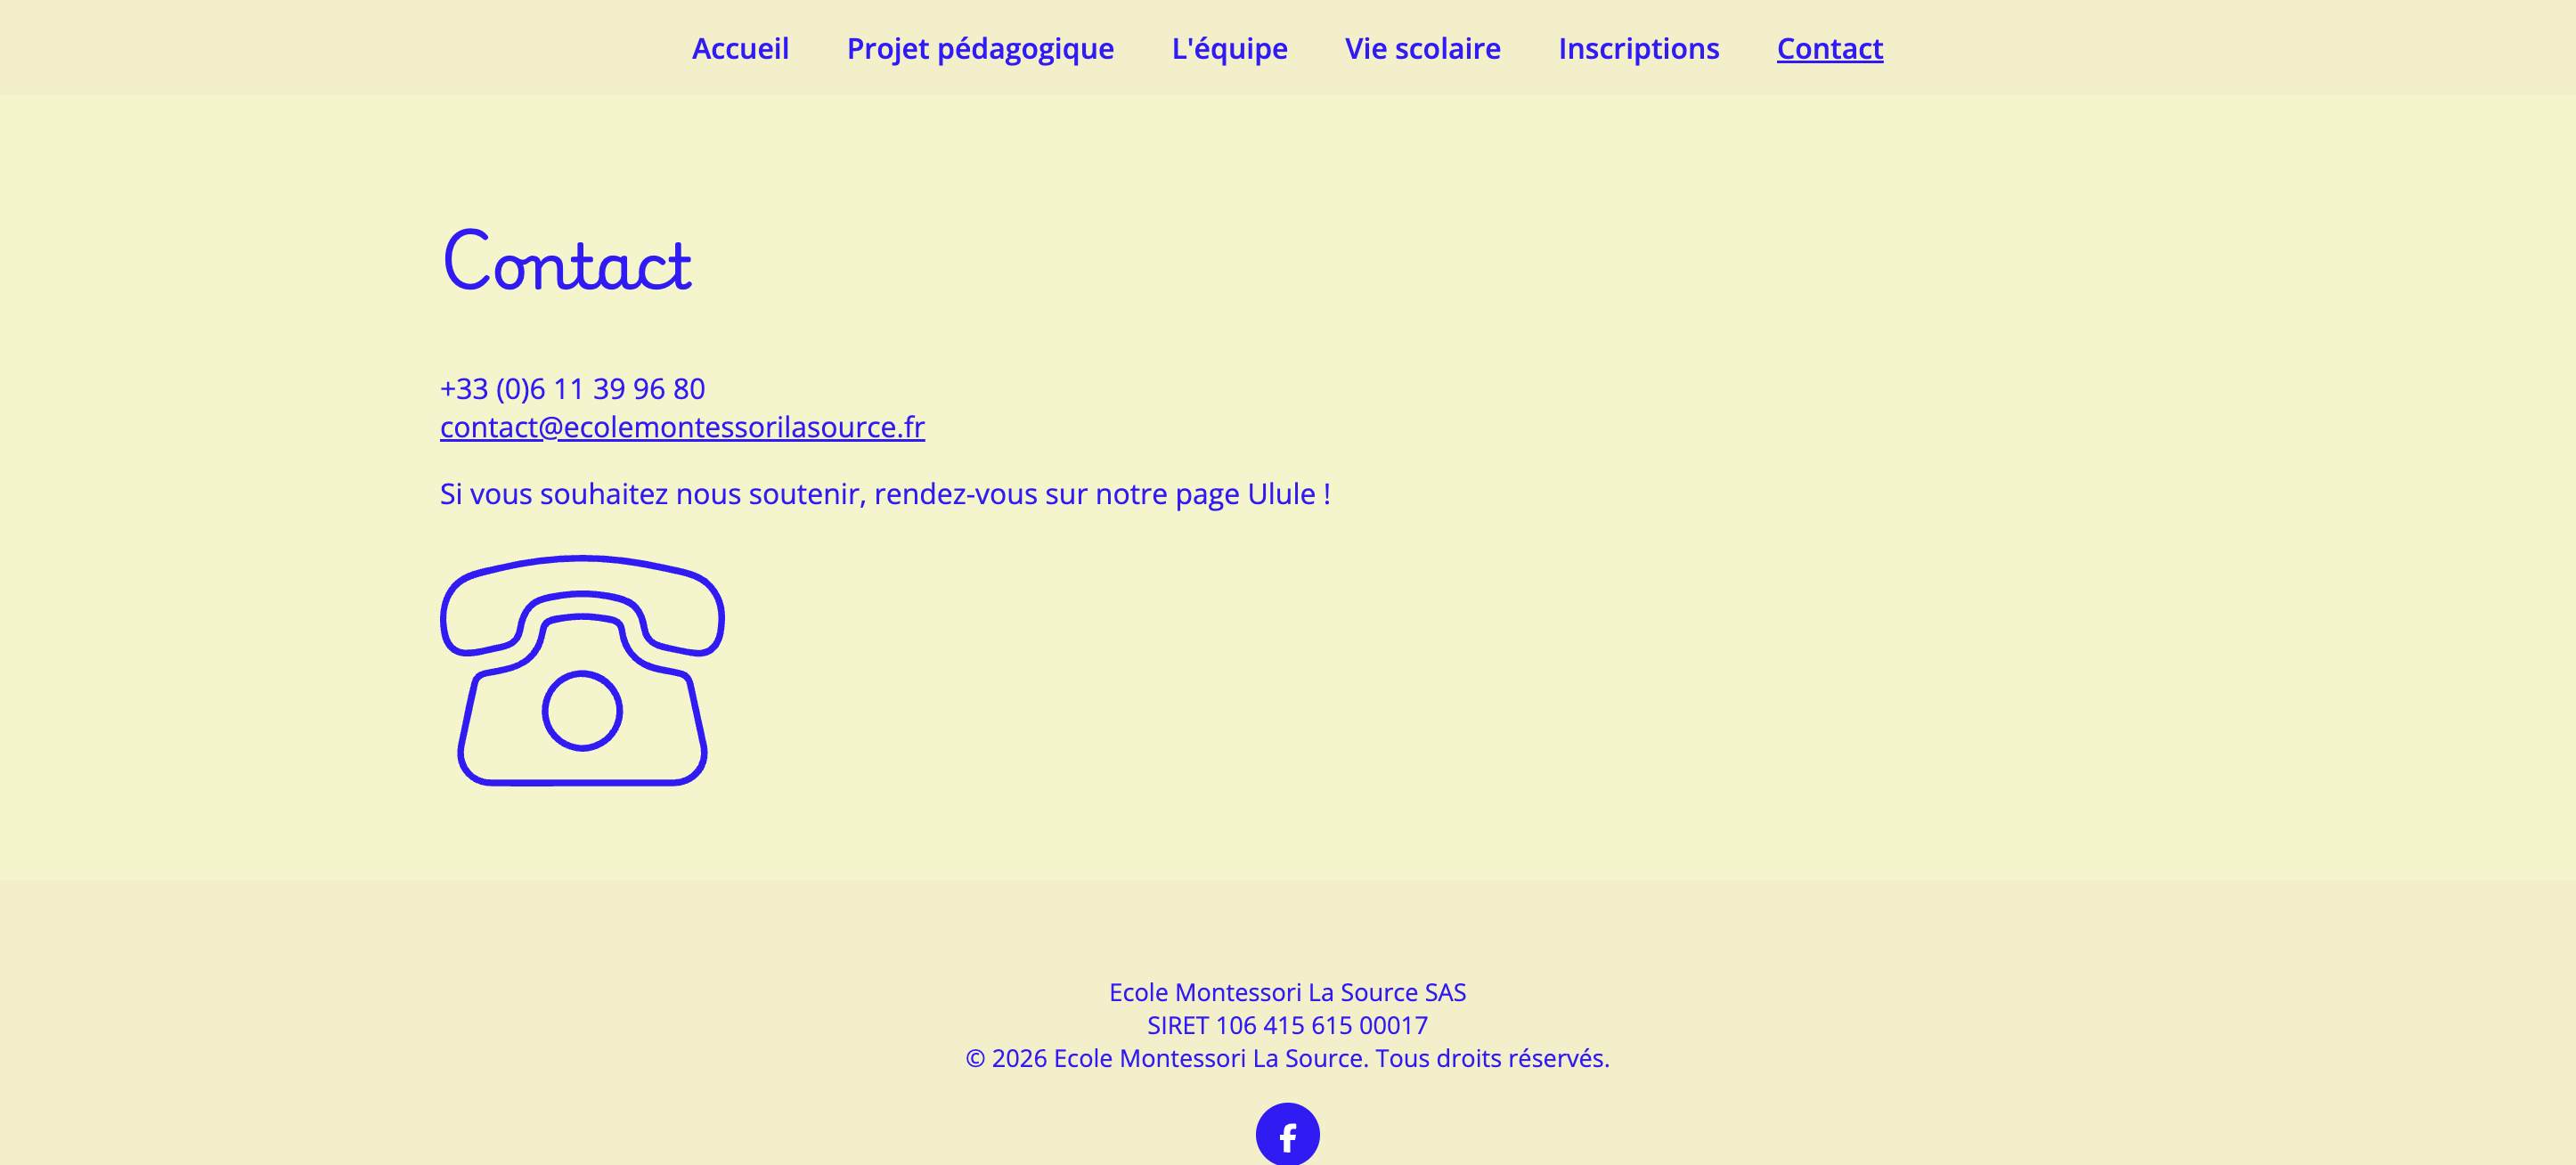 Accueil Projet pédagogique L'équipe Vie scolaire Inscriptions Contact
Contact
+33 (0)6 11 39 96 80
contact@ecolemontessorilasource.fr
Si vous souhaitez nous soutenir, rendez-vous sur notre page Ulule !
Ecole Montessori La Source SAS
SIRET 106 415 615 00017
© 2026 Ecole Montessori La Source. Tous droits réservés.